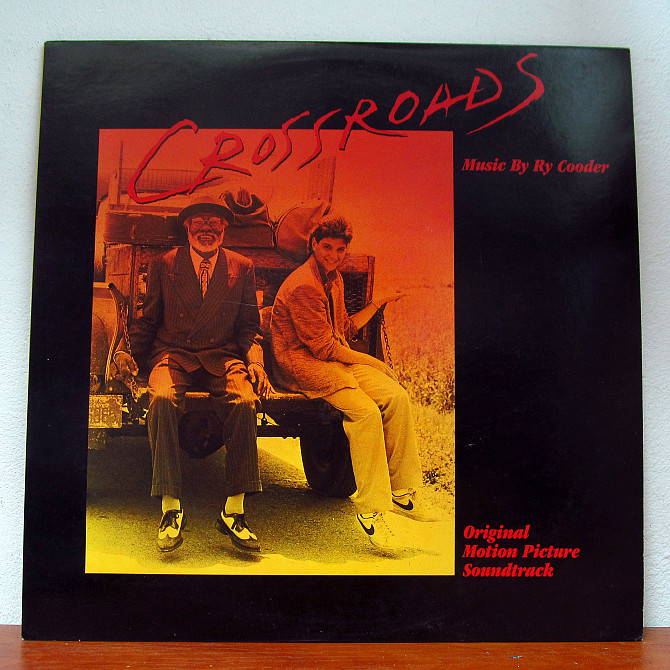 CROSSROADS
Music By Ry Cooder
Original
Motion Picture
Soundtrack